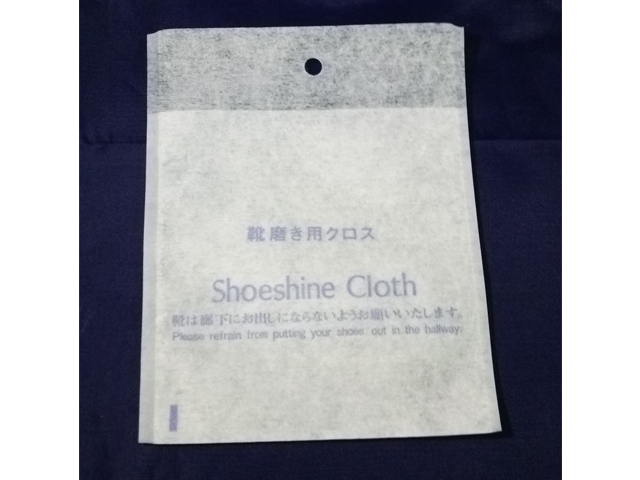 靴磨き用クロス
Shoeshine Cloth
靴は廊下にお出しにならないようお願いいたします。
Please refrain from putting your shoes out in the hallway.